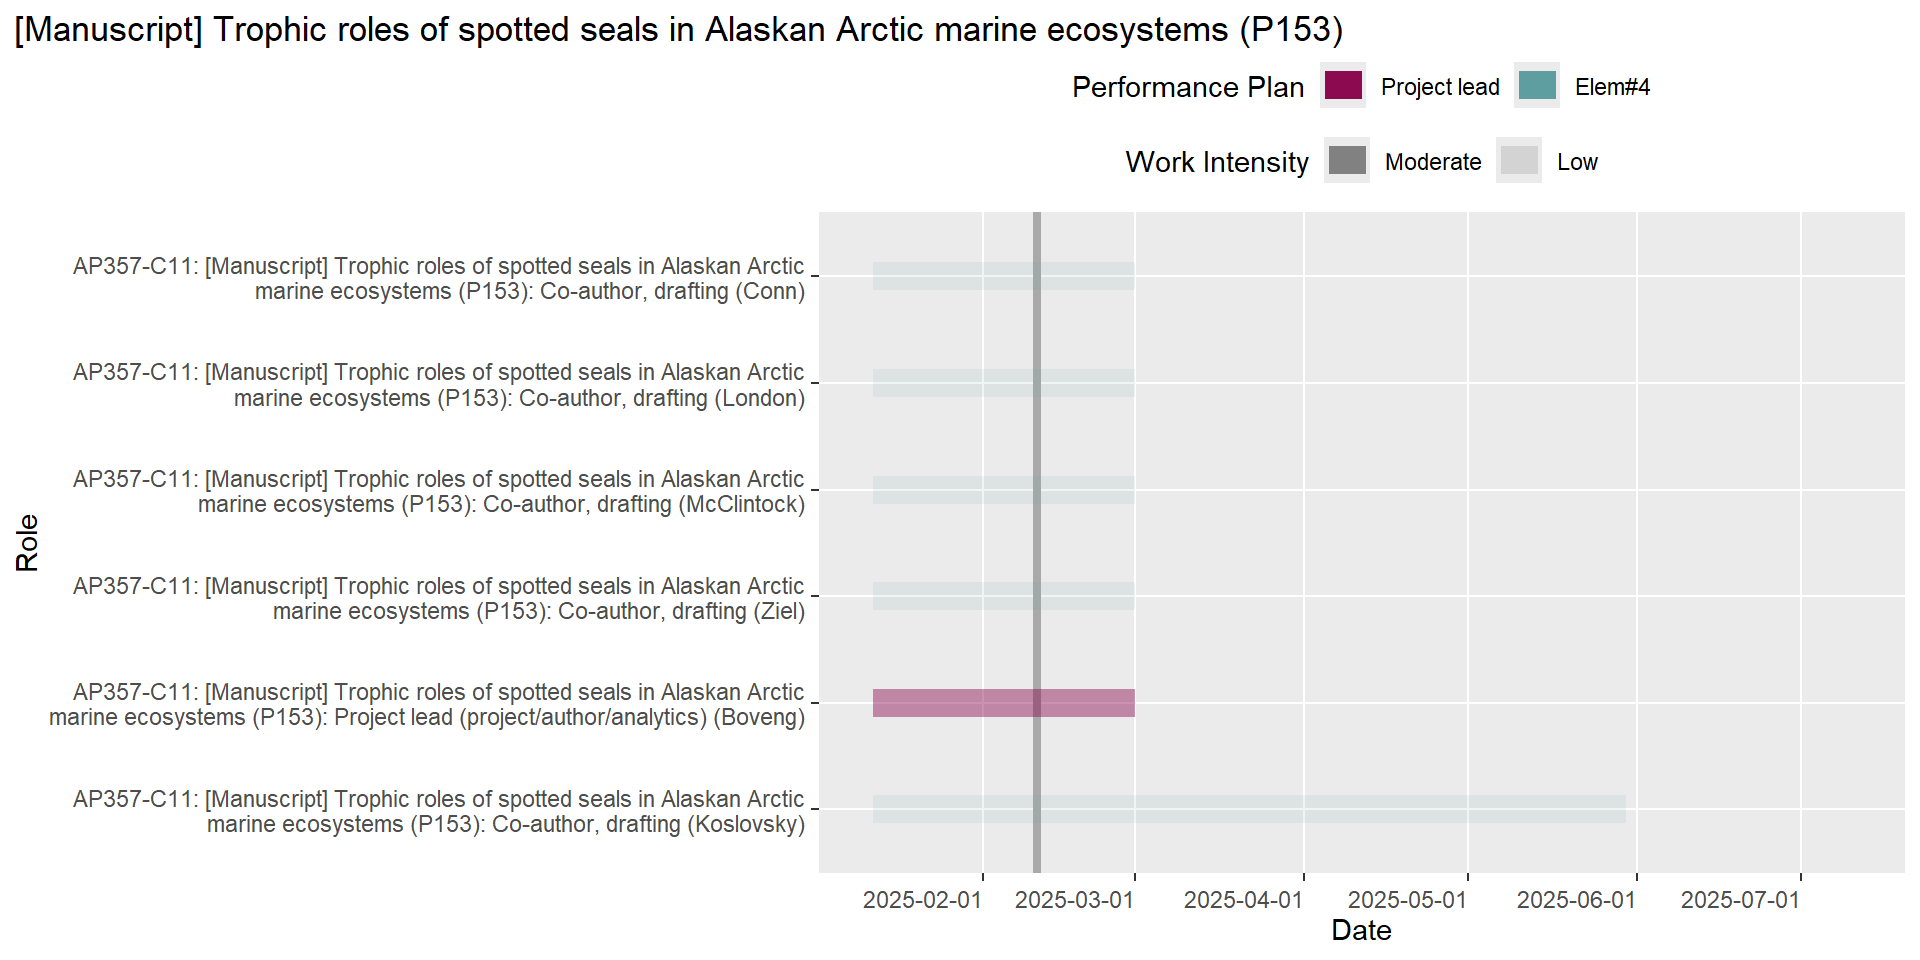 [Manuscript] Trophic roles of spotted seals in Alaskan Arctic marine ecosystems (P153)
Performance Plan Project lead Elem#4
Work Intensity Moderate Low
AP357-C11: [Manuscript] Trophic roles of spotted seals in Alaskan Arctic
marine ecosystems (P153): Co-author, drafting (Conn)
AP357-C11: [Manuscript] Trophic roles of spotted seals in Alaskan Arctic
marine ecosystems (P153): Co-author, drafting (London)
AP357-C11: [Manuscript] Trophic roles of spotted seals in Alaskan Arctic
marine ecosystems (P153): Co-author, drafting (McClintock)
AP357-C11: [Manuscript] Trophic roles of spotted seals in Alaskan Arctic
marine ecosystems (P153): Co-author, drafting (Ziel)
AP357-C11: [Manuscript] Trophic roles of spotted seals in Alaskan Arctic
marine ecosystems (P153): Project lead (project/author/analytics) (Boveng)
AP357-C11: [Manuscript] Trophic roles of spotted seals in Alaskan Arctic
marine ecosystems (P153): Co-author, drafting (Koslovsky)
Role
2025-02-01 2025-03-01 2025-04-01 2025-05-01 2025-06-01 2025-07-01
Date